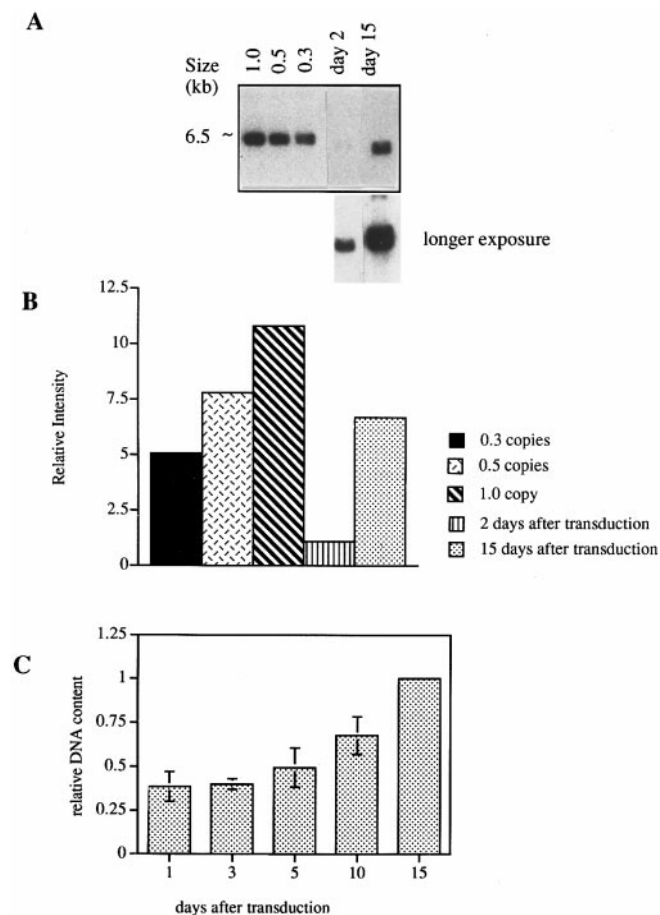 A
Size
(kb)
1.0
0.5
0.3
day 2
day 15
6.5 ~
longer exposure
B
Relative Intensity
12.5
10
7.5
5
2.5
0
0.3 copies
0.5 copies
1.0 copy
2 days after transduction
15 days after transduction
C
relative DNA content
1.25
1
0.75
0.5
0.25
0
1 3 5 10 15
days after transduction